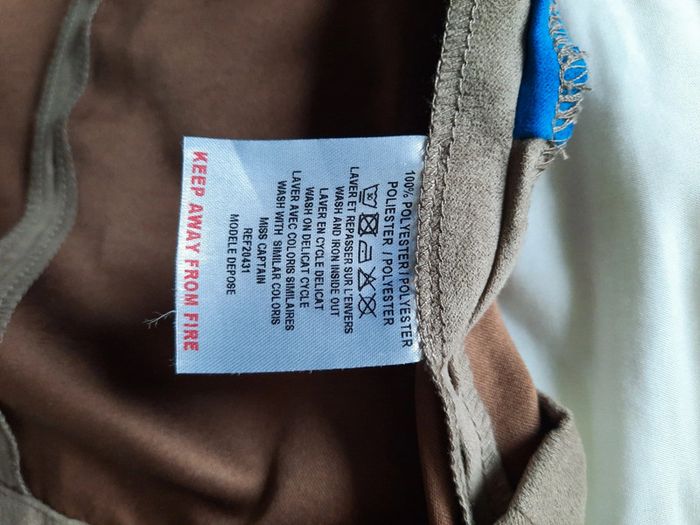 100% POLYESTER / POLYESTER
POLIESTER / POLYESTER
LAVER ET REPASSER SUR L'ENVERS
WASH AND IRON INSIDE OUT
LAVER EN CYCLE DELICAT
WASH ON DELICAT CYCLE
LAVER AVEC COLORIS SIMILAIRES
WASH WITH SIMILAR COLORIS
MISS CAPTAIN
REF20431
MODELE DEPOSE
KEEP AWAY FROM FIRE